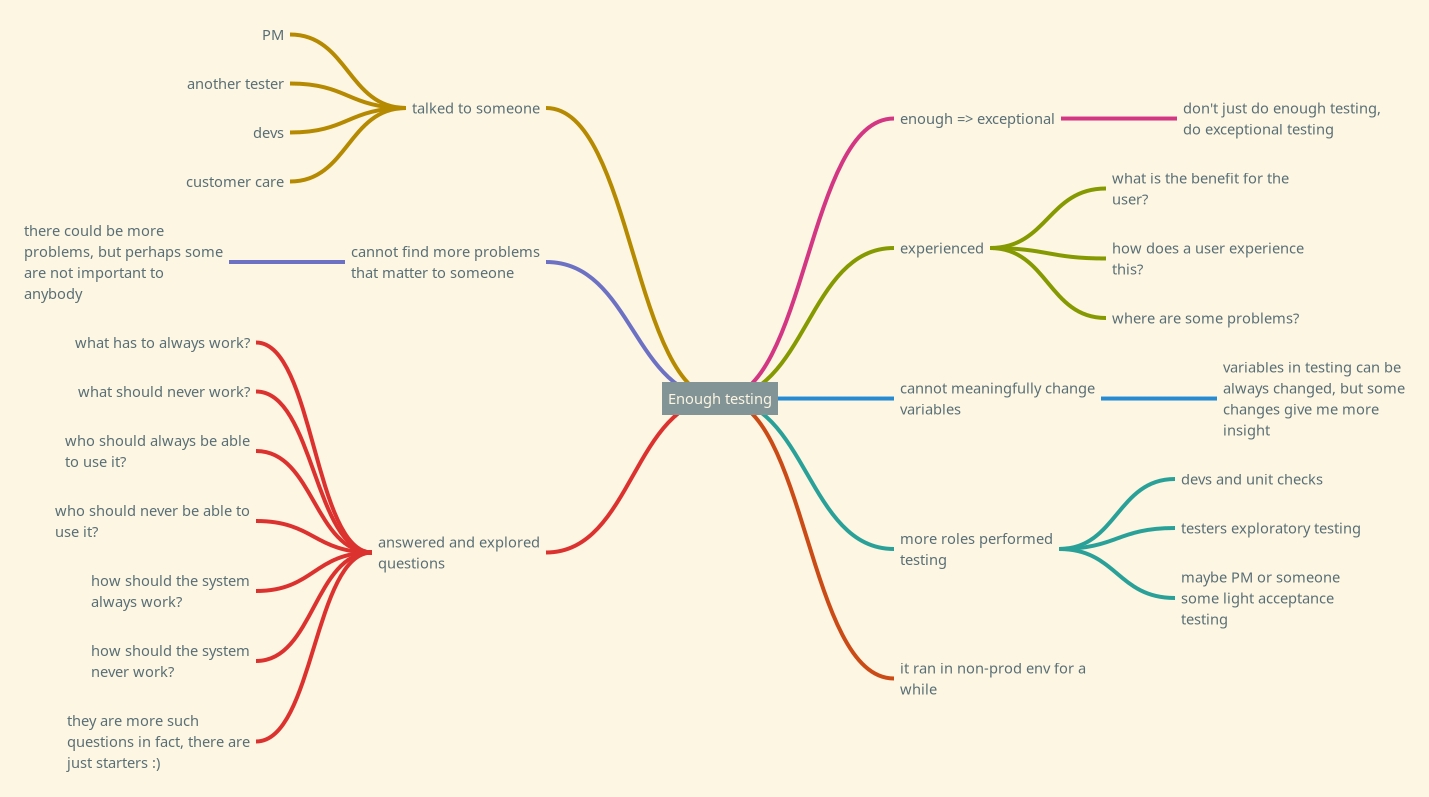 Enough testing
talked to someone
PM
another tester
devs
customer care
cannot find more problems
that matter to someone
there could be more
problems, but perhaps some
are not important to
anybody
answered and explored
questions
what has to always work?
what should never work?
who should always be able
to use it?
who should never be able to
use it?
how should the system
always work?
how should the system
never work?
they are more such
questions in fact, there are
just starters :)
enough => exceptional
don't just do enough testing,
do exceptional testing
experienced
what is the benefit for the
user?
how does a user experience
this?
where are some problems?
cannot meaningfully change
variables
variables in testing can be
always changed, but some
changes give me more
insight
more roles performed
testing
devs and unit checks
testers exploratory testing
maybe PM or someone
some light acceptance
testing
it ran in non-prod env for a
while